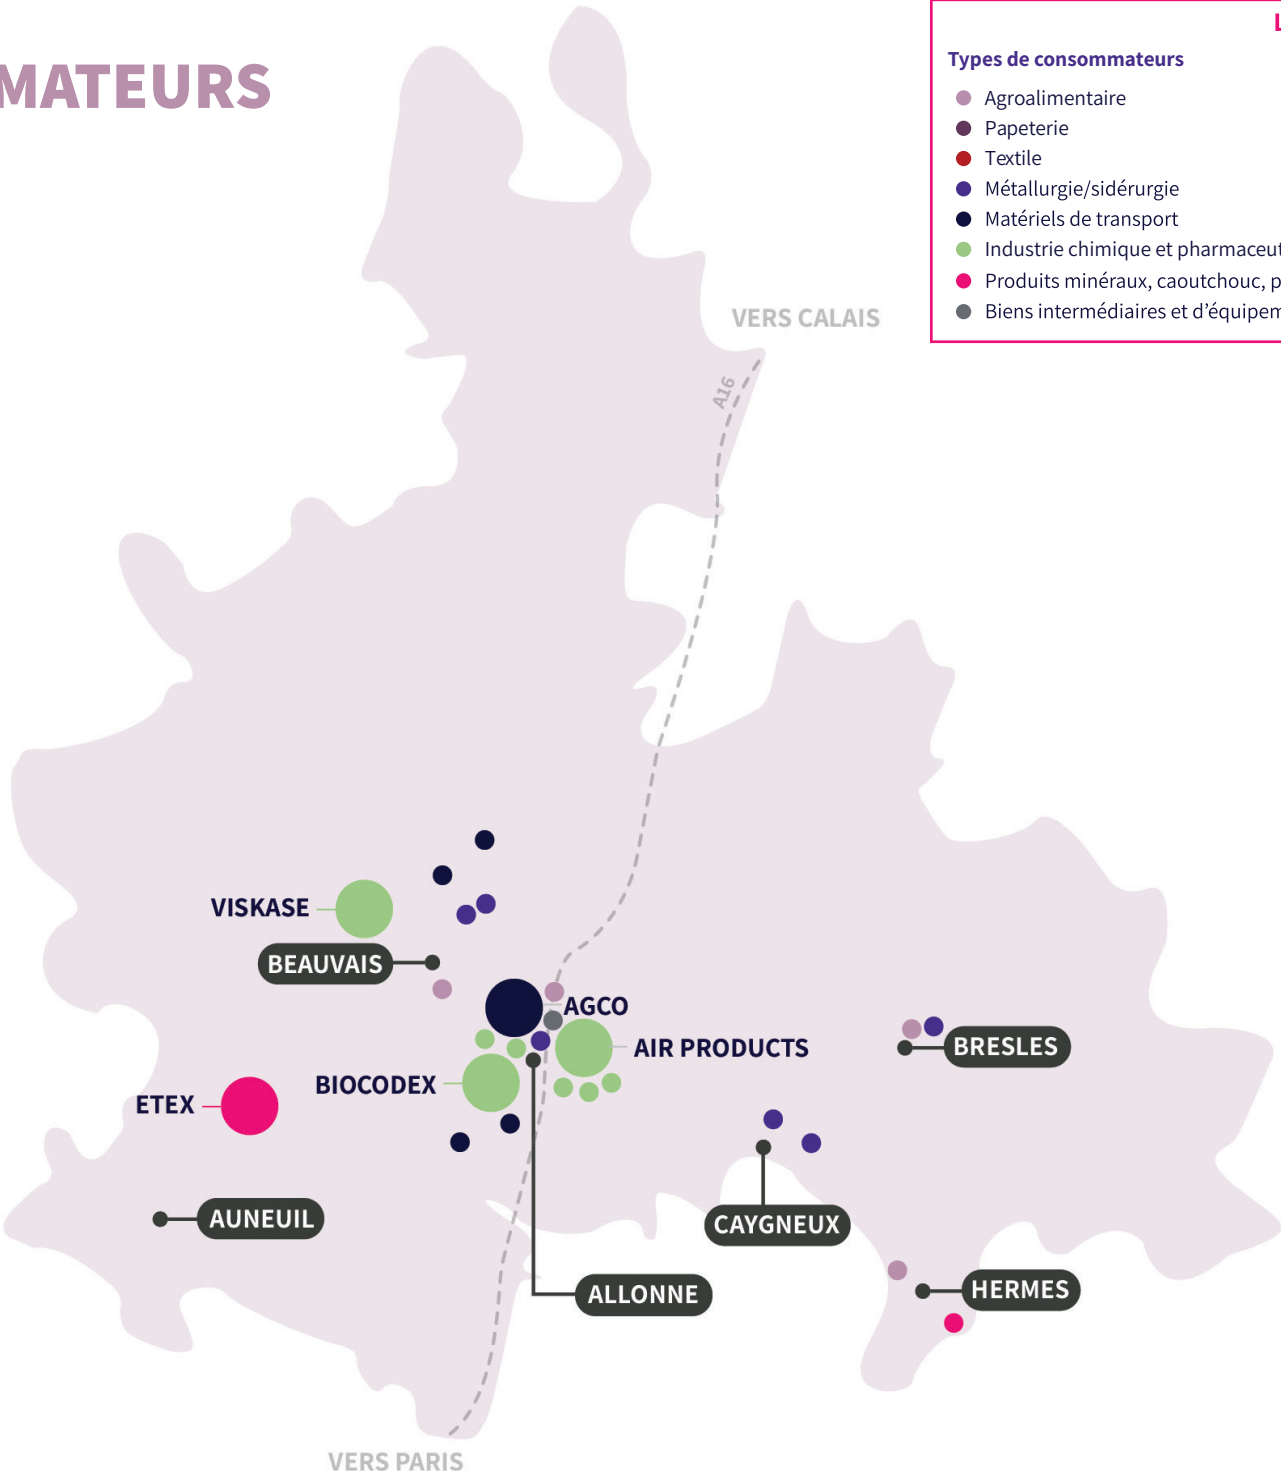 MATEURS
L
Types de consommateurs
Agroalimentaire
Papeterie
Textile
Métallurgie/sidérurgie
Matériels de transport
Industrie chimique et pharmaceut
Produits minéraux, caoutchouc, p
Biens intermédiaires et d’équipem
VERS CALAIS
A16
VISKASE
BEAUVAIS
AGCO
AIR PRODUCTS
BRESLES
BIOCODEX
ETEX
AUNEUIL
CAYGNEUX
ALLONNE
HERMES
VERS PARIS